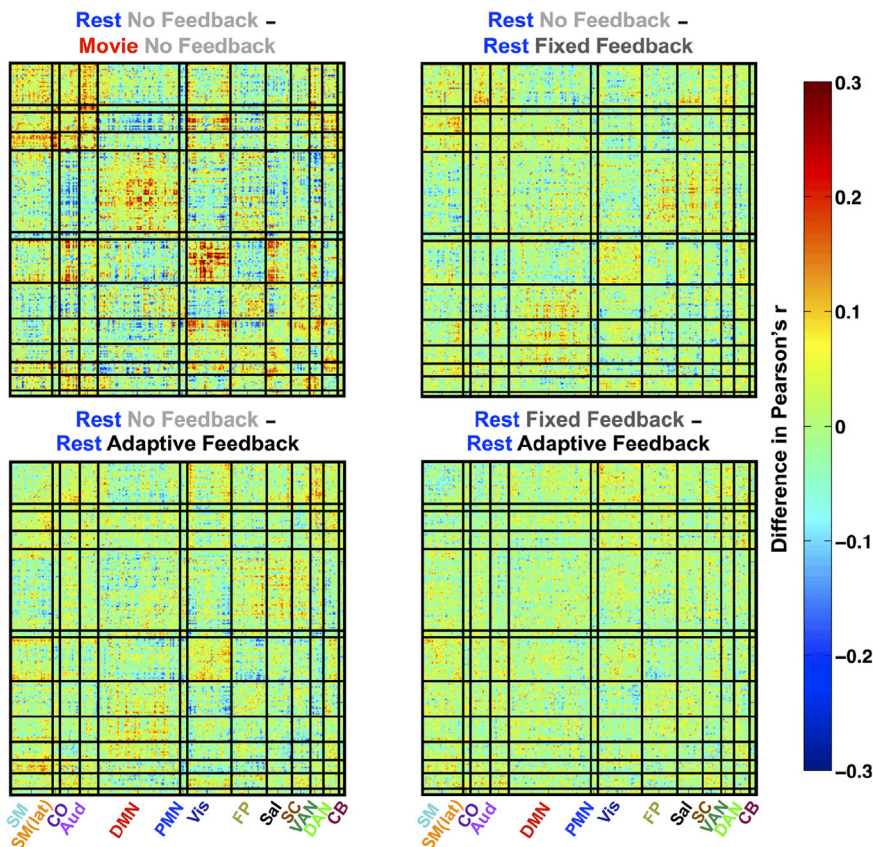 Rest No Feedback –
Movie No Feedback
Rest No Feedback –
Rest Fixed Feedback
Rest No Feedback –
Rest Adaptive Feedback
Rest Fixed Feedback –
Rest Adaptive Feedback
0.3
0.2
0.1
0
−0.1
−0.2
−0.3
Difference in Pearson's r
SM
SM(lat)
CO
Aud
DMN
PMN
Vis
FP
Sal
SC
VAN
DAN
CB
SM
SM(lat)
CO
Aud
DMN
PMN
Vis
FP
Sal
SC
VAN
DAN
CB